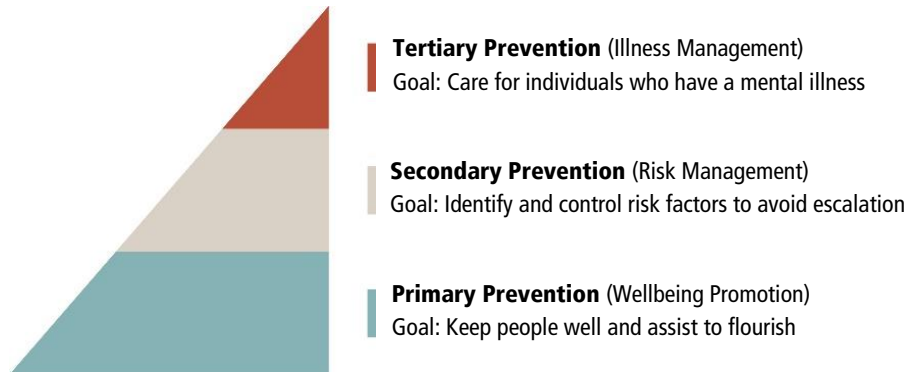 Tertiary Prevention (Illness Management)
Goal: Care for individuals who have a mental illness
Secondary Prevention (Risk Management)
Goal: Identify and control risk factors to avoid escalation
Primary Prevention (Wellbeing Promotion)
Goal: Keep people well and assist to flourish